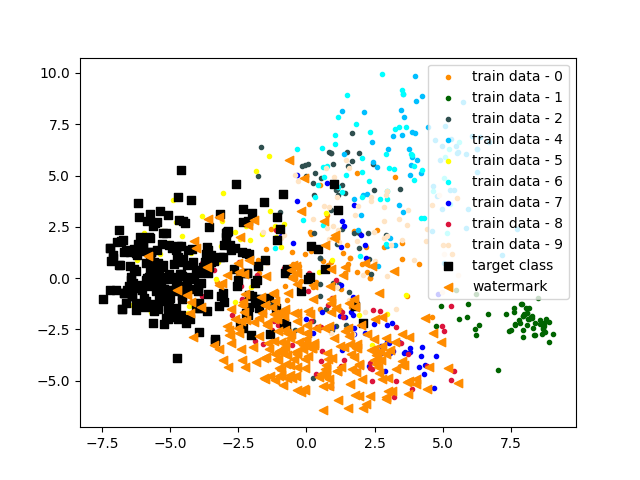 10.0
7.5
5.0
2.5
0.0
−2.5
−5.0
−7.5
−5.0
−2.5
0.0
2.5
5.0
7.5
train data - 0
train data - 1
train data - 2
train data - 4
train data - 5
train data - 6
train data - 7
train data - 8
train data - 9
target class
watermark